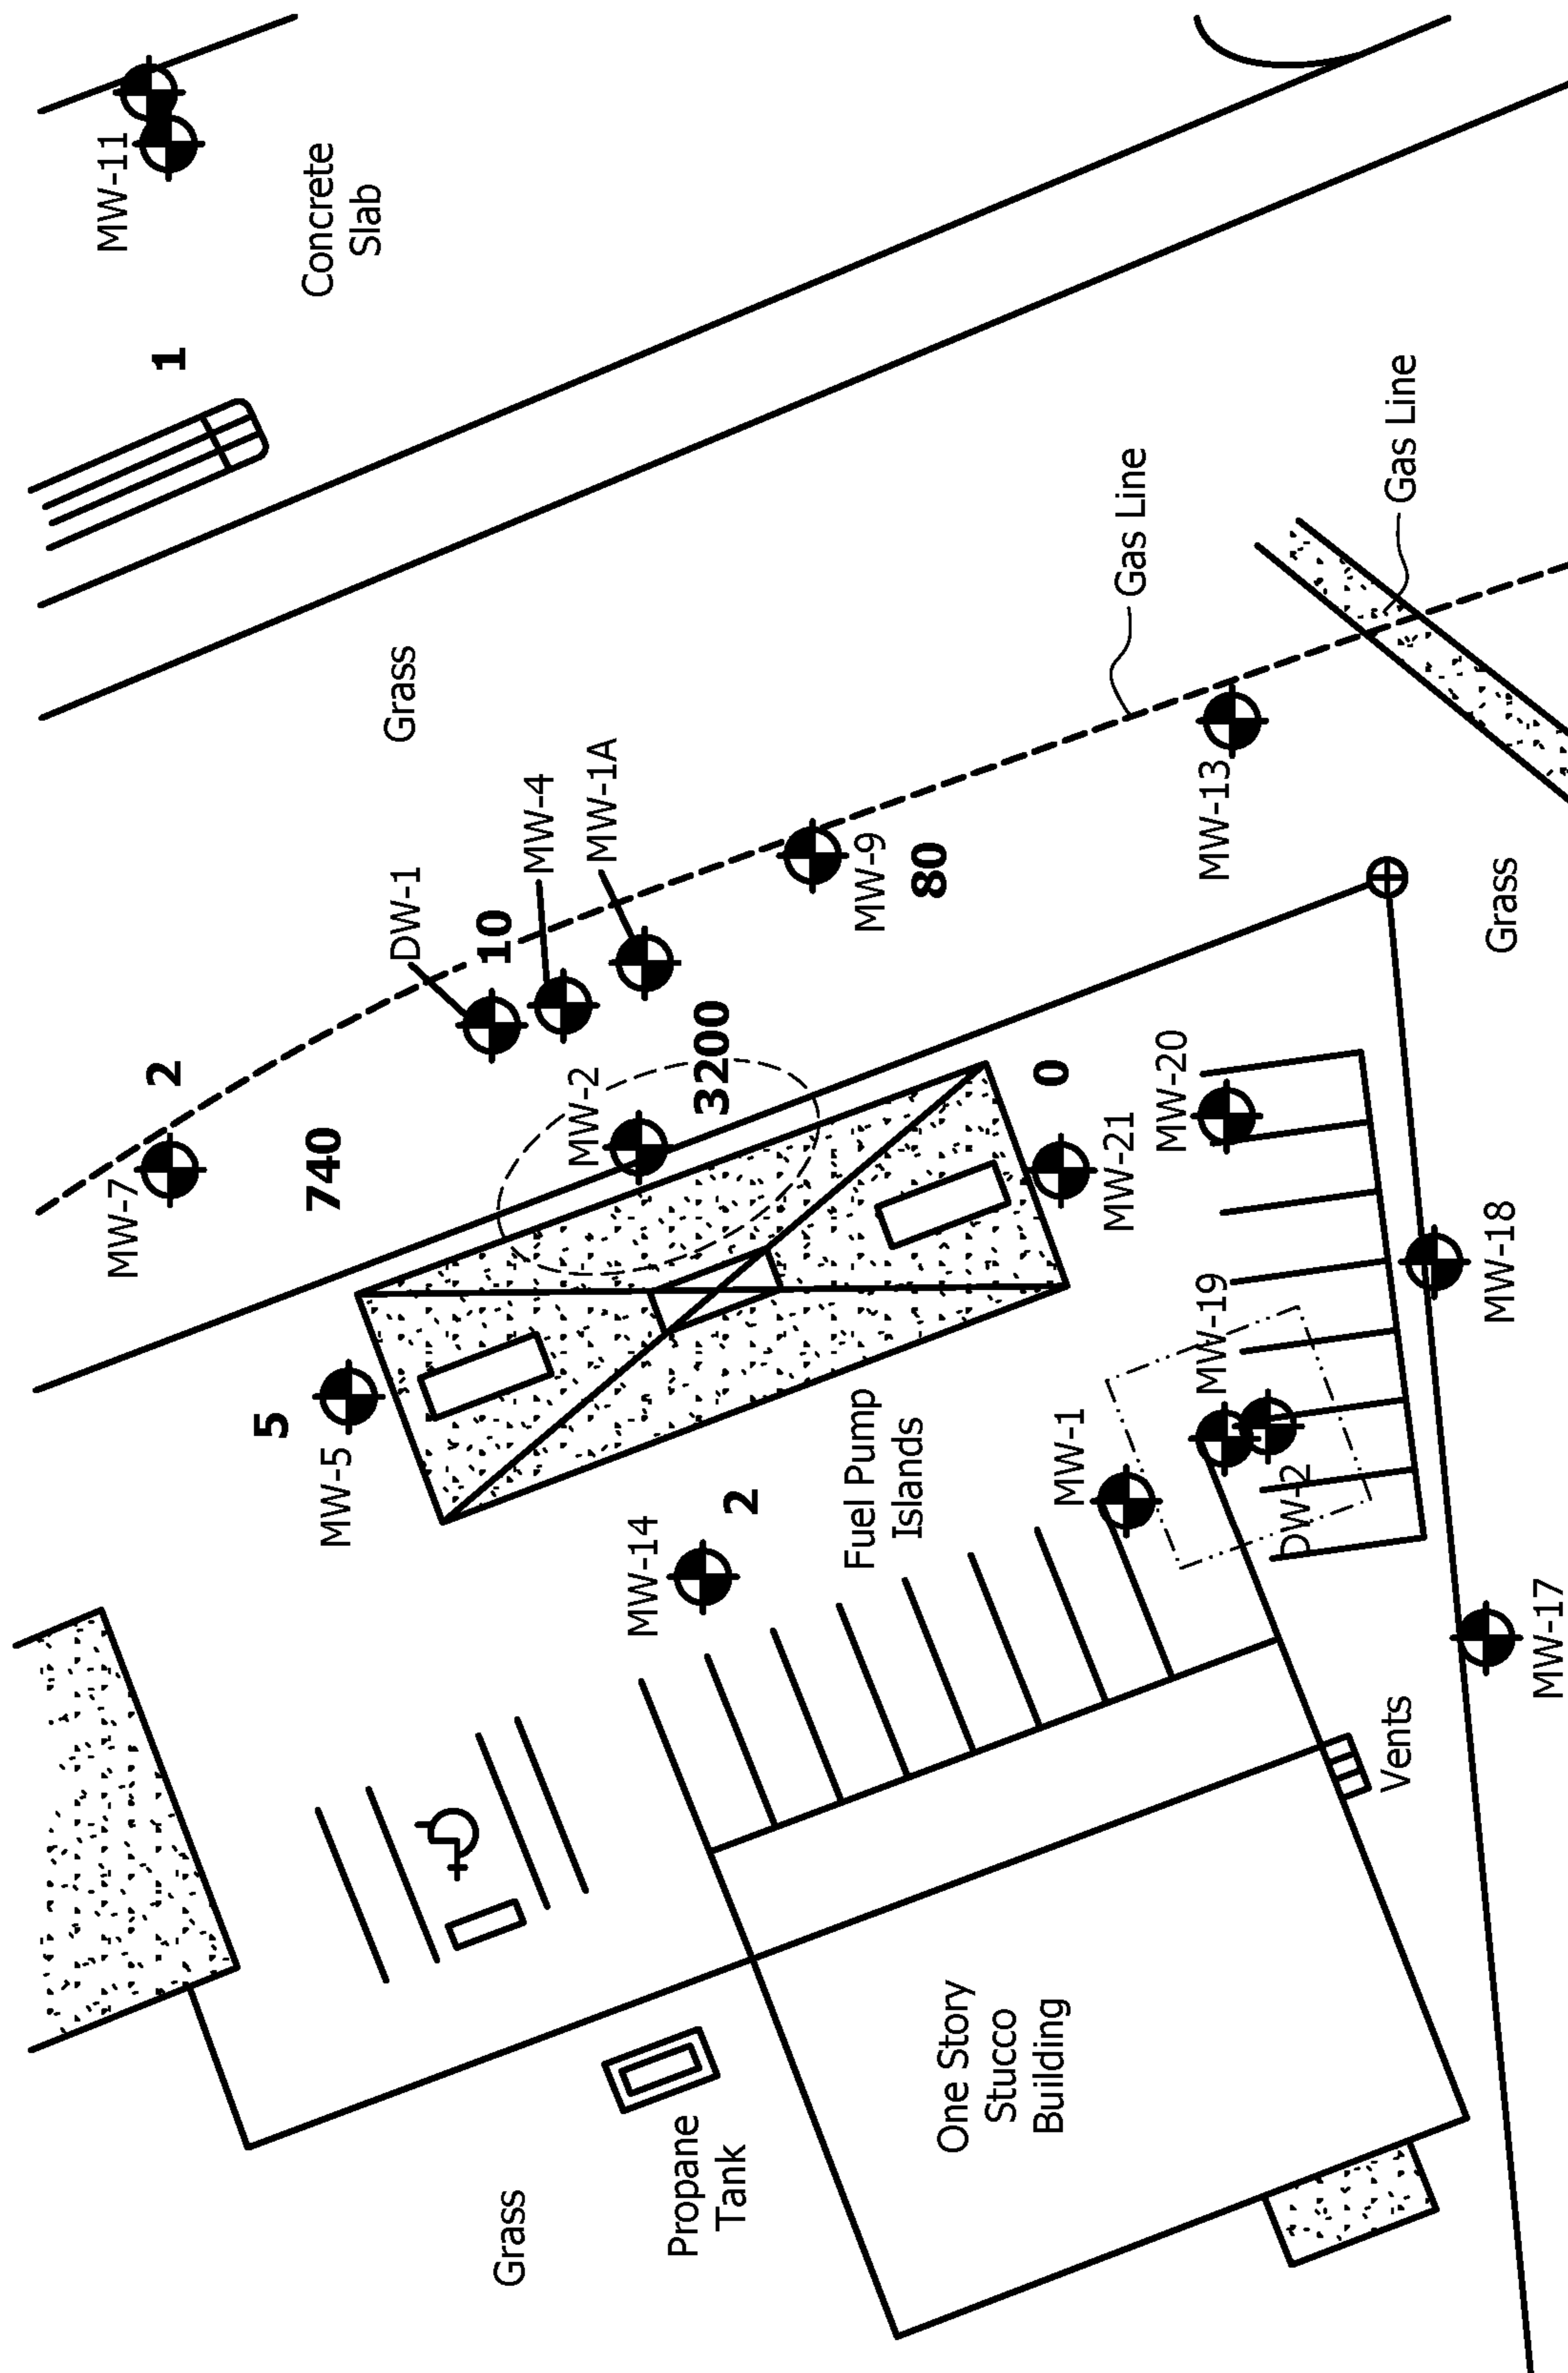 MW-11
Concrete
Slab
1
Gas Line
Gas Line
Grass
MW-4
MW-1A
DW-1
10
MW-9
80
MW-13
Grass
2
MW-7
740
MW-2
3200
0
MW-20
MW-21
MW-18
MW-19
5
MW-5
MW-14
2
Fuel Pump
Islands
MW-1
DW-2
MW-17
Vents
One Story
Stucco
Building
Propane
Tank
Grass